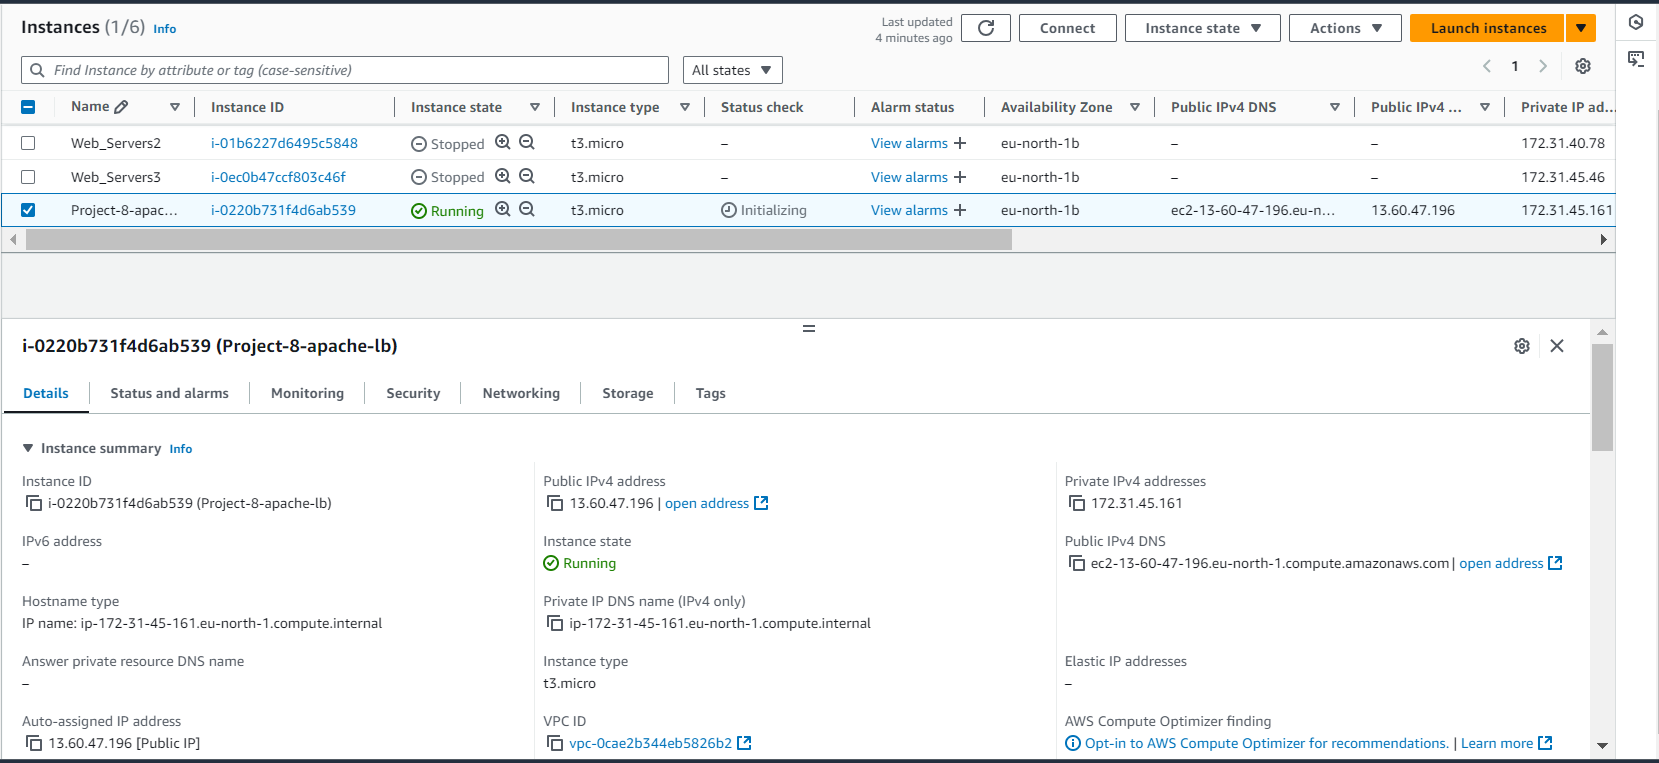 Instances (1/6) Info
Last updated
4 minutes ago
Connect
Instance state
Actions
Launch instances
Find Instance by attribute or tag (case-sensitive)
All states
1
Name Instance ID Instance state Instance type Status check Alarm status Availability Zone Public IPv4 DNS Public IPv4 ... Private IP ad...
Web_Servers2 i-01b6227d6495c5848 Stopped t3.micro – View alarms + eu-north-1b – – 172.31.40.78
Web_Servers3 i-0ec0b47ccf803c46f Stopped t3.micro – View alarms + eu-north-1b – – 172.31.45.46
Project-8-apac... i-0220b731f4d6ab539 Running t3.micro Initializing View alarms + eu-north-1b ec2-13-60-47-196.eu-n... 13.60.47.196 172.31.45.161
i-0220b731f4d6ab539 (Project-8-apache-lb)
Details Status and alarms Monitoring Security Networking Storage Tags
Instance summary Info
Instance ID
i-0220b731f4d6ab539 (Project-8-apache-lb)
Public IPv4 address
13.60.47.196 | open address
Private IPv4 addresses
172.31.45.161
IPv6 address
–
Instance state
Running
Public IPv4 DNS
ec2-13-60-47-196.eu-north-1.compute.amazonaws.com | open address
Hostname type
IP name: ip-172-31-45-161.eu-north-1.compute.internal
Private IP DNS name (IPv4 only)
ip-172-31-45-161.eu-north-1.compute.internal
Answer private resource DNS name
–
Instance type
t3.micro
Elastic IP addresses
–
Auto-assigned IP address
13.60.47.196 [Public IP]
VPC ID
vpc-0cae2b344eb5826b2
AWS Compute Optimizer finding
Opt-in to AWS Compute Optimizer for recommendations. | Learn more